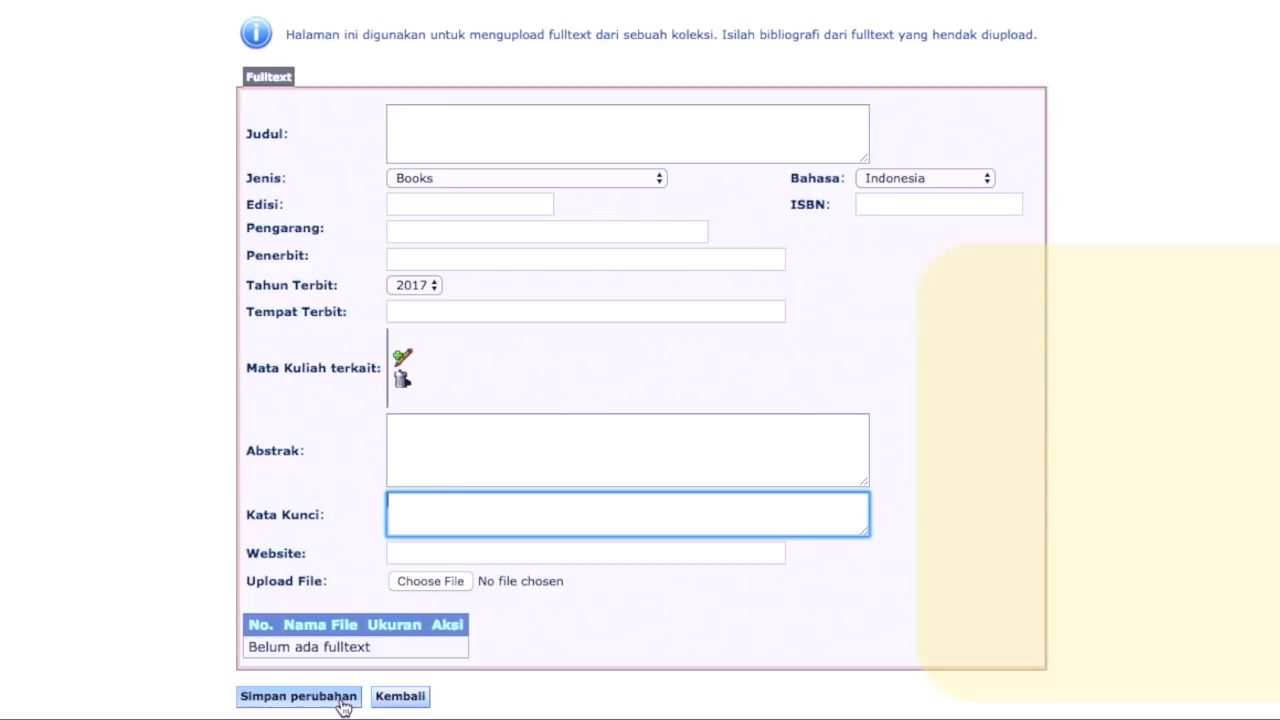 Halaman ini digunakan untuk mengupload fulltext dari sebuah koleksi. Isilah bibliografi dari fulltext yang hendak diupload.
Fulltext
Judul:
Jenis: Books Bahasa: Indonesia
Edisi: ISBN:
Pengarang:
Penerbit:
Tahun Terbit: 2017
Tempat Terbit:
Mata Kuliah terkait:
Abstrak:
Kata Kunci:
Website:
Upload File: Choose File No file chosen
No. Nama File Ukuran Aksi
Belum ada fulltext
Simpan perubahan Kembali